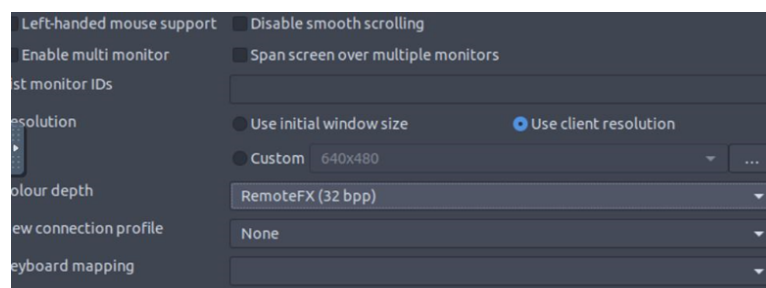 Left-handed mouse support Disable smooth scrolling
Enable multi monitor Span screen over multiple monitors
ist monitor IDs
esolution Use initial window size Use client resolution
Custom 640x480 ...
olour depth RemoteFX (32 bpp)
ew connection profile None
eyboard mapping